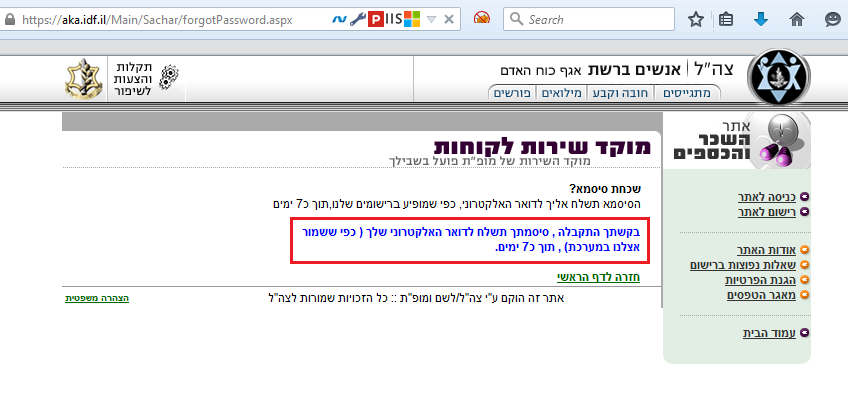 https://aka.idf.il/Main/Sachar/forgotPassword.aspx
IIS
Search
צה"ל אנשים ברשת אגף כוח האדם
מתגייסים | חובה וקבע | מילואים | פורשים
תקלות
והצעות
לשיפור
אתר
השכר
והכספים
כניסה לאתר
רישום לאתר
אודות האתר
שאלות נפוצות ברישום
הגנת הפרטיות
מאגר הטפסים
עמוד הבית
מוקד שירות לקוחות
מוקד השירות של מופ"ת פועל בשבילך
שכחת סיסמא?
הסיסמא תשלח אליך לדואר האלקטרוני, כפי שמופיע ברישומים שלנו,תוך כ7 ימים
בקשתך התקבלה , סיסמתך תשלח לדואר האלקטרוני שלך ( כפי ששמור
אצלנו במערכת) , תוך כ7 ימים.
חזרה לדף הראשי
אתר זה הוקם ע"י צה"ל/לשם ומופ"ת :: כל הזכויות שמורות לצה"ל
הצהרה משפטית